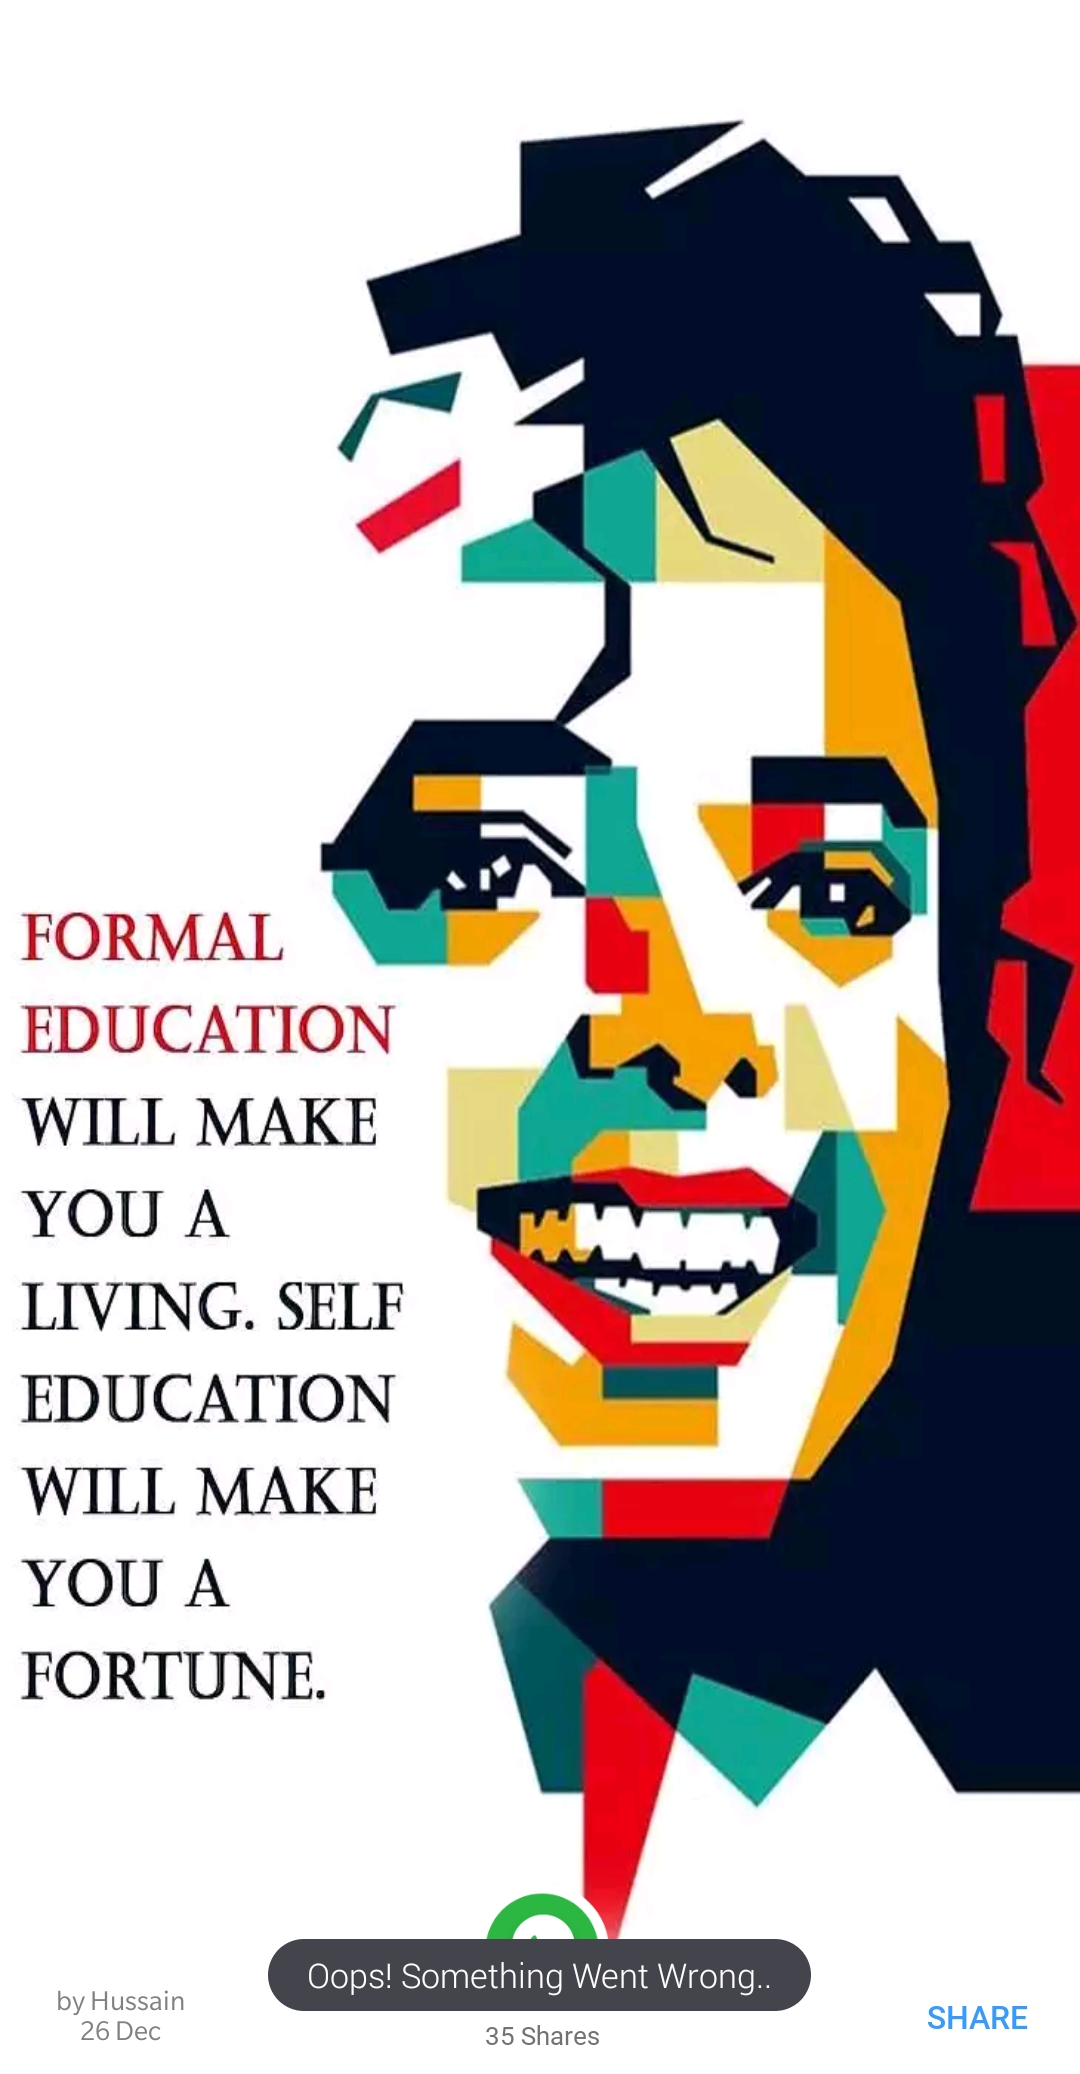 FORMAL
EDUCATION
WILL MAKE
YOU A
LIVING. SELF
EDUCATION
WILL MAKE
YOU A
FORTUNE.
Oops! Something Went Wrong..
by Hussain
26 Dec
35 Shares
SHARE